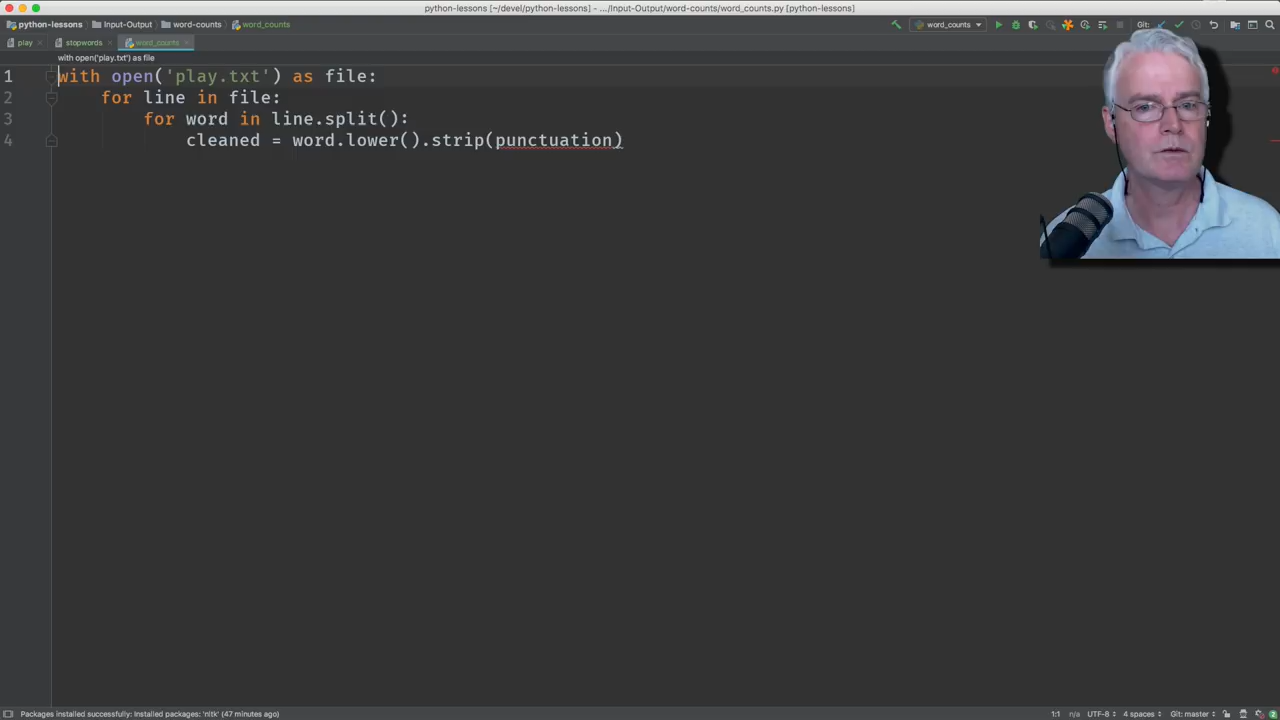 python-lessons [~/devel/python-lessons] – .../Input-Output/word-counts/word_counts.py [python-lessons]
python-lessons Input-Output word-counts word_counts word_counts Git:
play stopwords word_counts
with open('play.txt') as file
1 with open('play.txt') as file:
2 for line in file:
3 for word in line.split():
4 cleaned = word.lower().strip(punctuation)
Packages installed successfully: Installed packages: 'nltk' (47 minutes ago) 1:1 n/a UTF-8 4 spaces Git: master 2